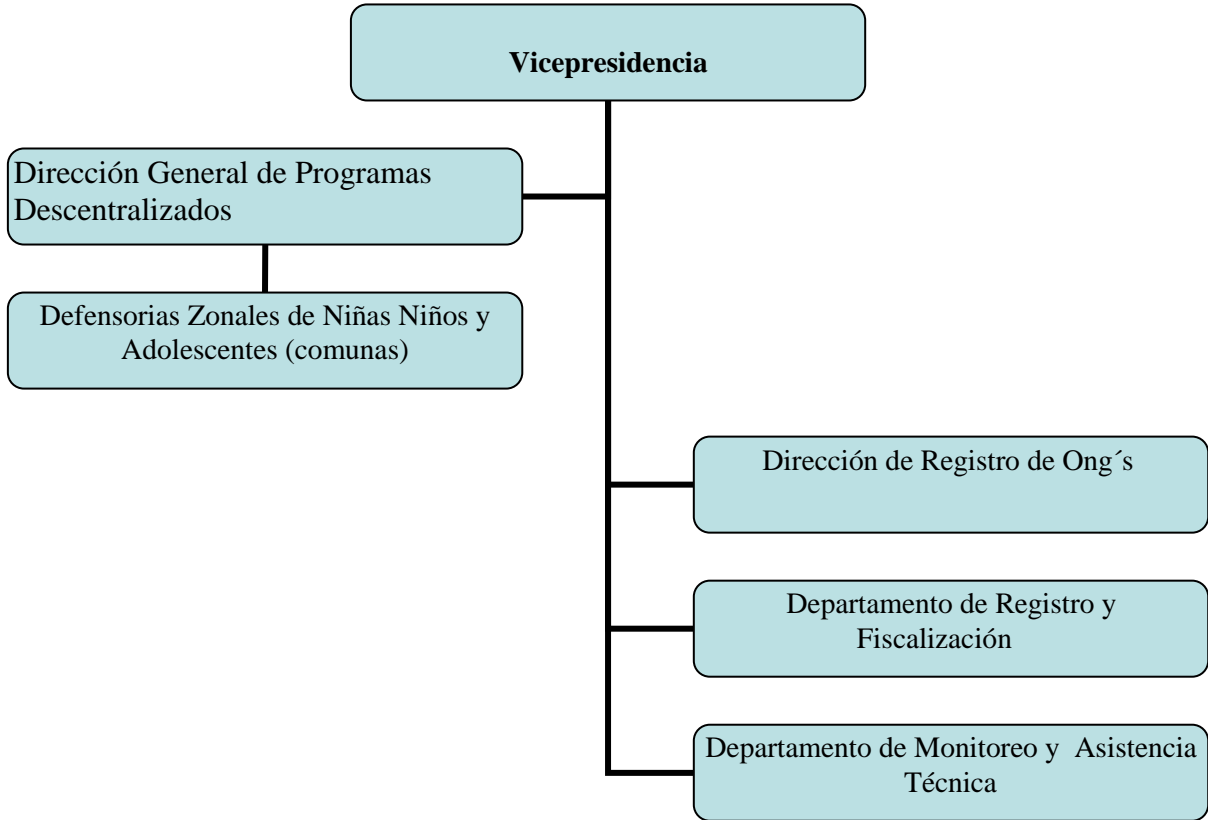 Vicepresidencia
Dirección General de Programas
Descentralizados
Defensorias Zonales de Niñas Niños y
Adolescentes (comunas)
Dirección de Registro de Ong´s
Departamento de Registro y
Fiscalización
Departamento de Monitoreo y Asistencia
Técnica